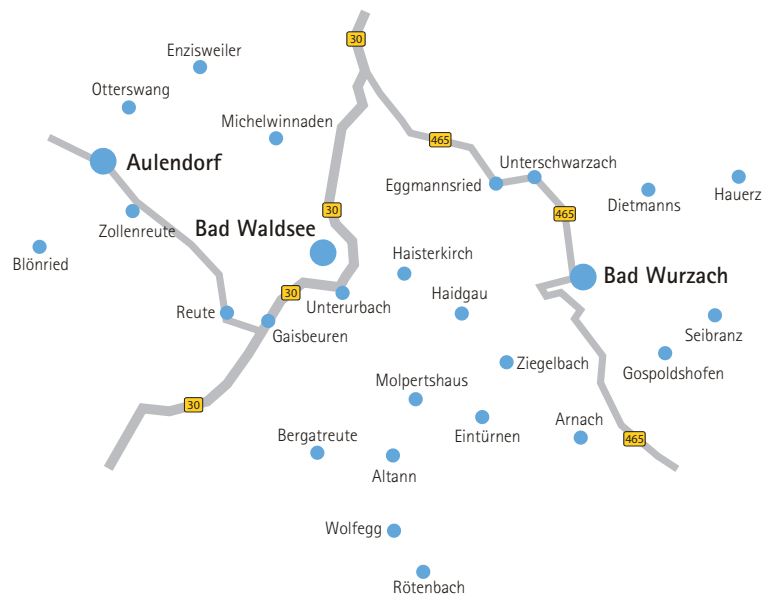 30
Enzisweiler
Otterswang
Michelwinnaden
465
Aulendorf
Unterschwarzach
Eggmannsried
Dietmanns
Hauerz
30
465
Zollenreute
Bad Waldsee
Blönried
Haisterkirch
Bad Wurzach
30
Haidgau
Unterurbach
Reute
Gaisbeuren
Seibranz
Ziegelbach
Gospoldshofen
Molpertshaus
30
Arnach
Bergatreute
Eintürnen
465
Altann
Wolfegg
Rötenbach